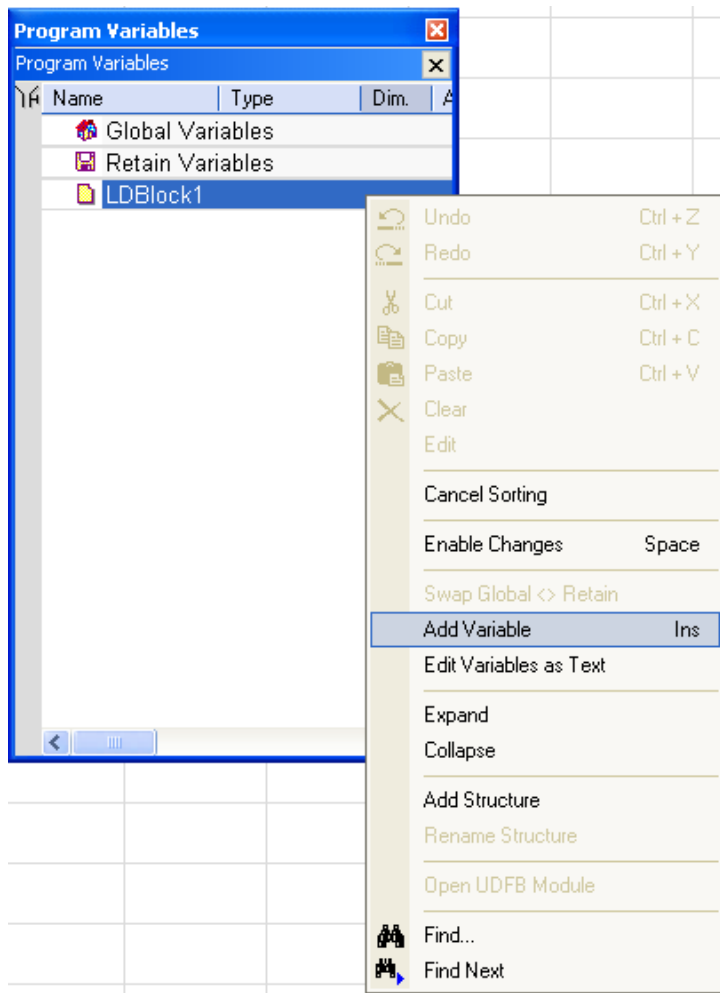 Program Variables
Program Variables
Name Type Dim. A
Global Variables
Retain Variables
LDBlock1
Undo Ctrl + Z
Redo Ctrl + Y
Cut Ctrl + X
Copy Ctrl + C
Paste Ctrl + V
Clear
Edit
Cancel Sorting
Enable Changes Space
Swap Global <> Retain
Add Variable Ins
Edit Variables as Text
Expand
Collapse
Add Structure
Rename Structure
Open UDFB Module
Find...
Find Next